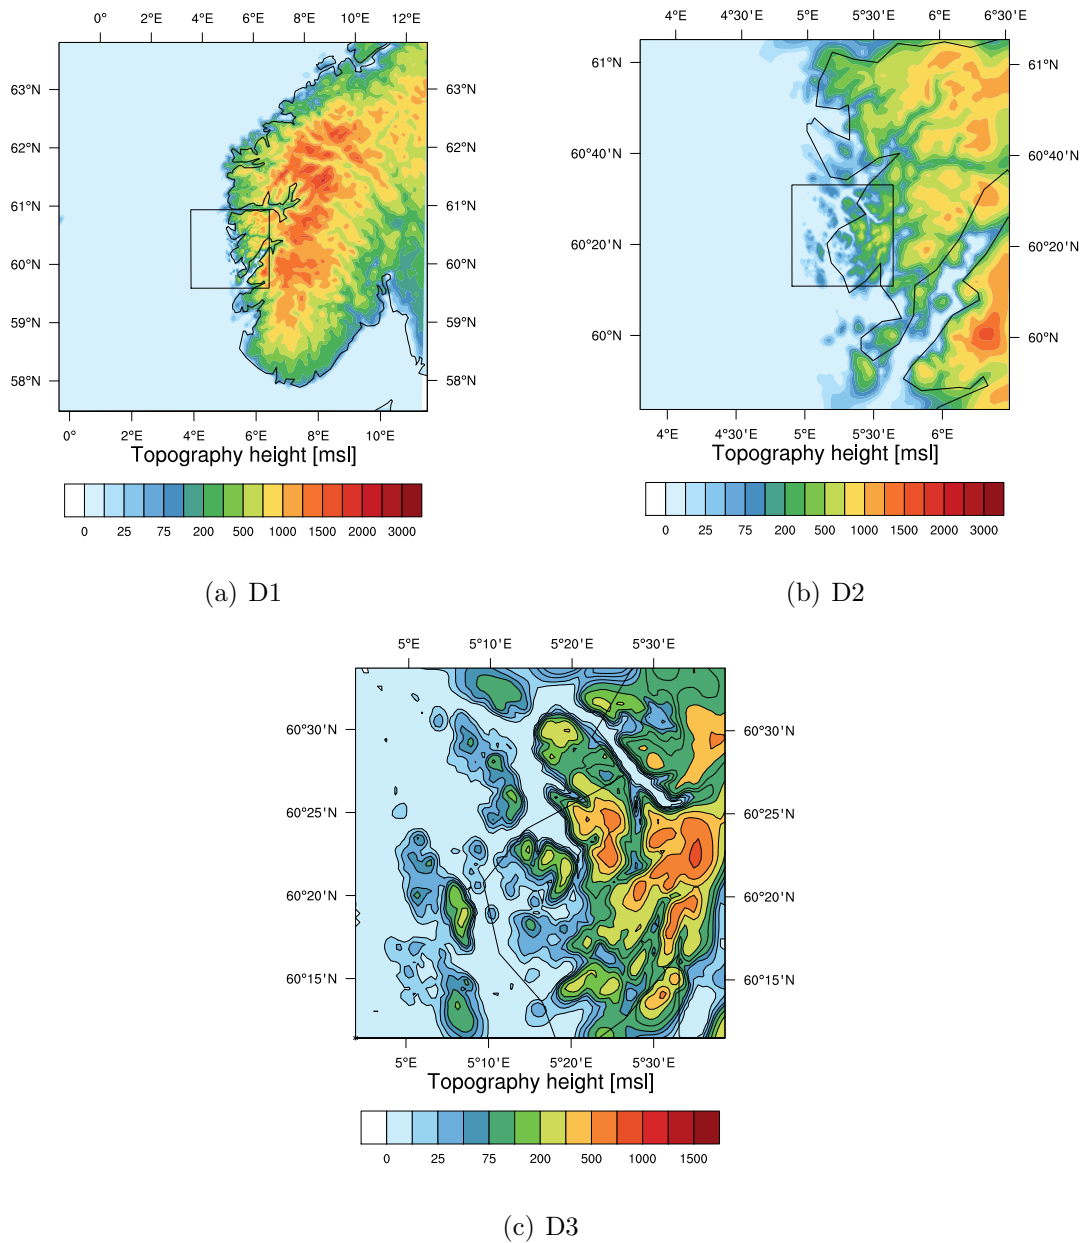 0° 2°E 4°E 6°E 8°E 10°E 12°E
63°N 63°N
62°N 62°N
61°N 61°N
60°N 60°N
59°N 59°N
58°N 58°N
0° 2°E 4°E 6°E 8°E 10°E
Topography height [msl]
0 25 75 200 500 1000 1500 2000 3000
(a) D1
4°E 4°30'E 5°E 5°30'E 6°E 6°30'E
61°N 61°N
60°40'N 60°40'N
60°20'N 60°20'N
60°N 60°N
4°E 4°30'E 5°E 5°30'E 6°E
Topography height [msl]
0 25 75 200 500 1000 1500 2000 3000
(b) D2
5°E 5°10'E 5°20'E 5°30'E
60°30'N 60°30'N
60°25'N 60°25'N
60°20'N 60°20'N
60°15'N 60°15'N
5°E 5°10'E 5°20'E 5°30'E
Topography height [msl]
0 25 75 200 500 1000 1500
(c) D3